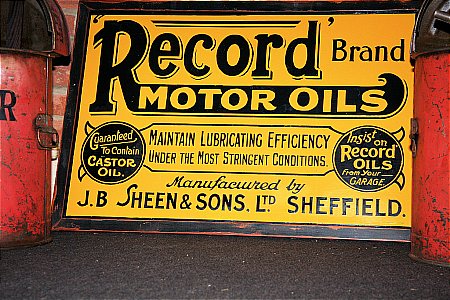 'Record' Brand
MOTOR OILS
Guaranteed
To Contain
CASTOR
OIL.
MAINTAIN LUBRICATING EFFICIENCY
UNDER THE MOST STRINGENT CONDITIONS.
Insist on
Record
OILS
From Your
GARAGE.
Manufactured by
J.B SHEEN & SONS. LTD SHEFFIELD.
R